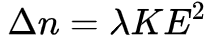 Δn = λKE²